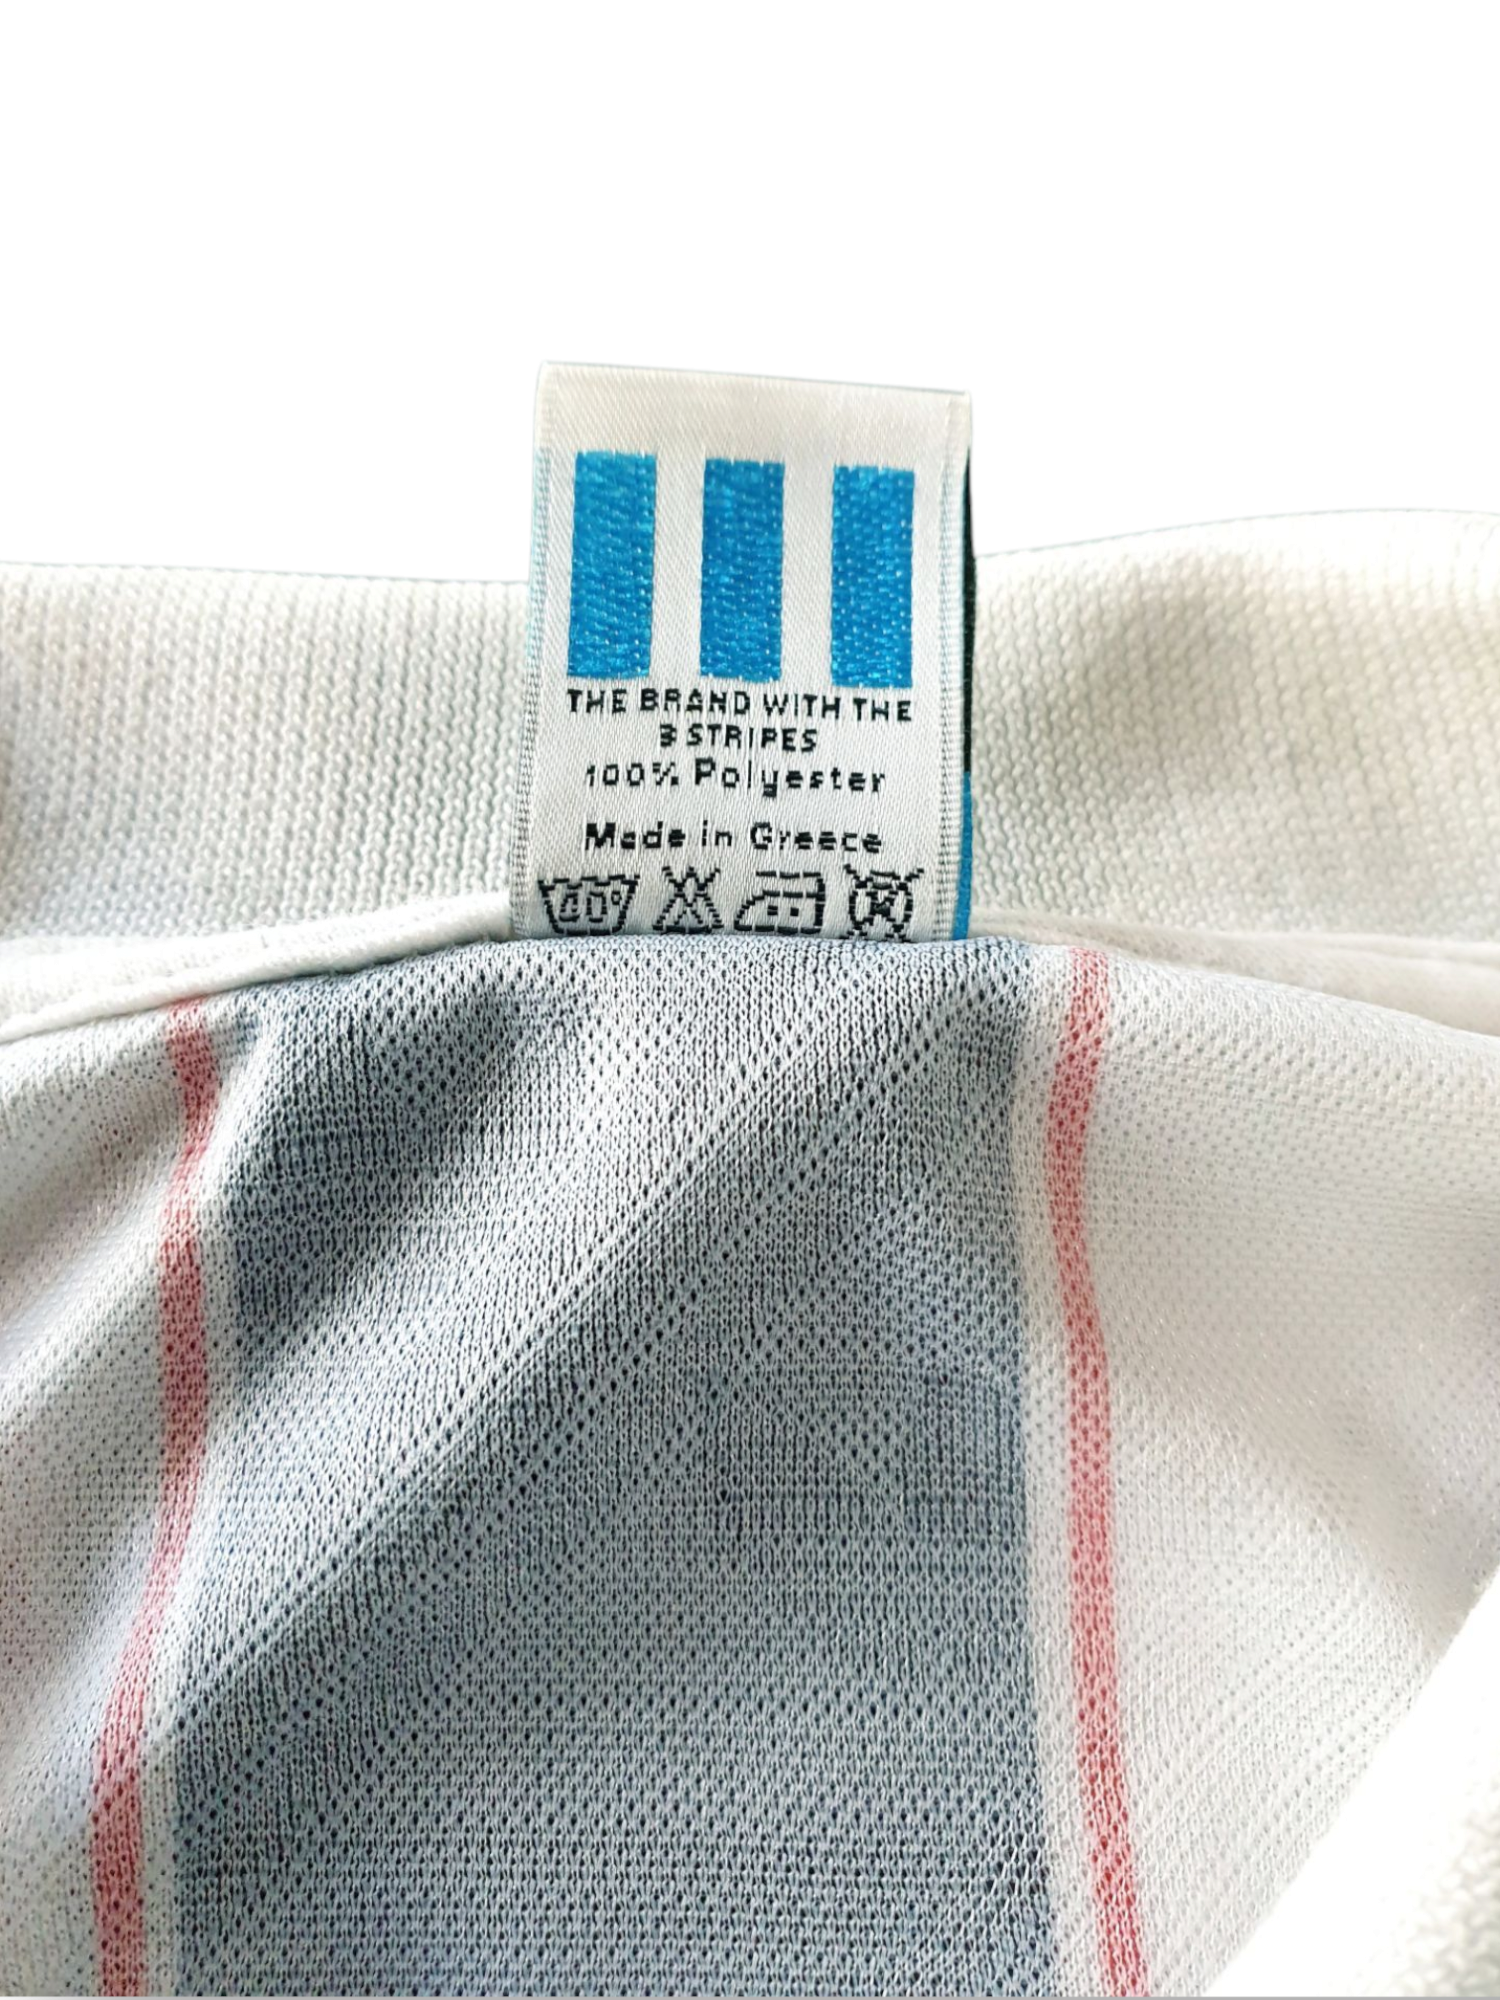 THE BRAND WITH THE
3 STRIPES
100% Polyester
Made in Greece
40°